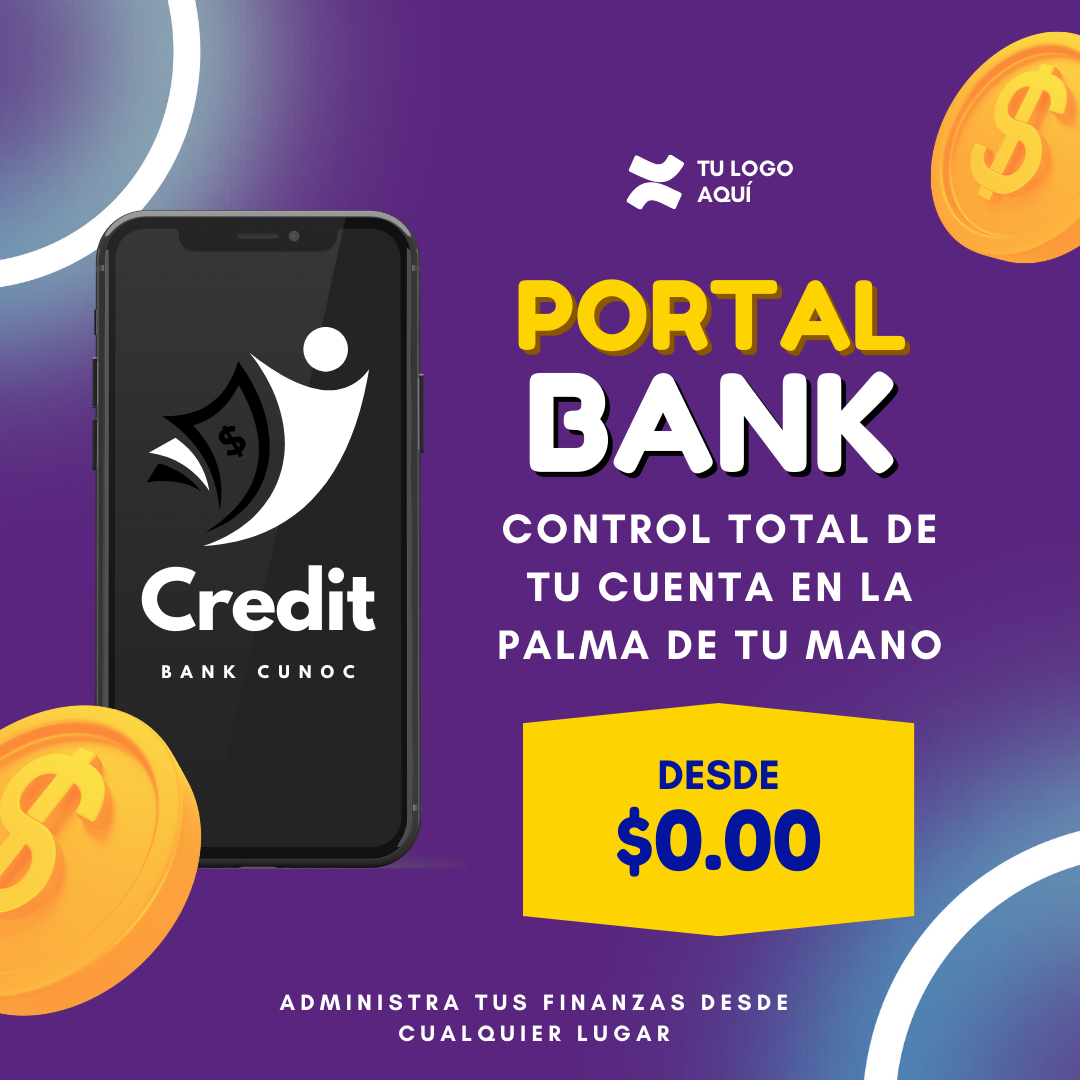 TU LOGO
AQUÍ
PORTAL
BANK
CONTROL TOTAL DE
TU CUENTA EN LA
PALMA DE TU MANO
$
Credit
BANK CUNOC
DESDE
$0.00
$
$
ADMINISTRA TUS FINANZAS DESDE
CUALQUIER LUGAR